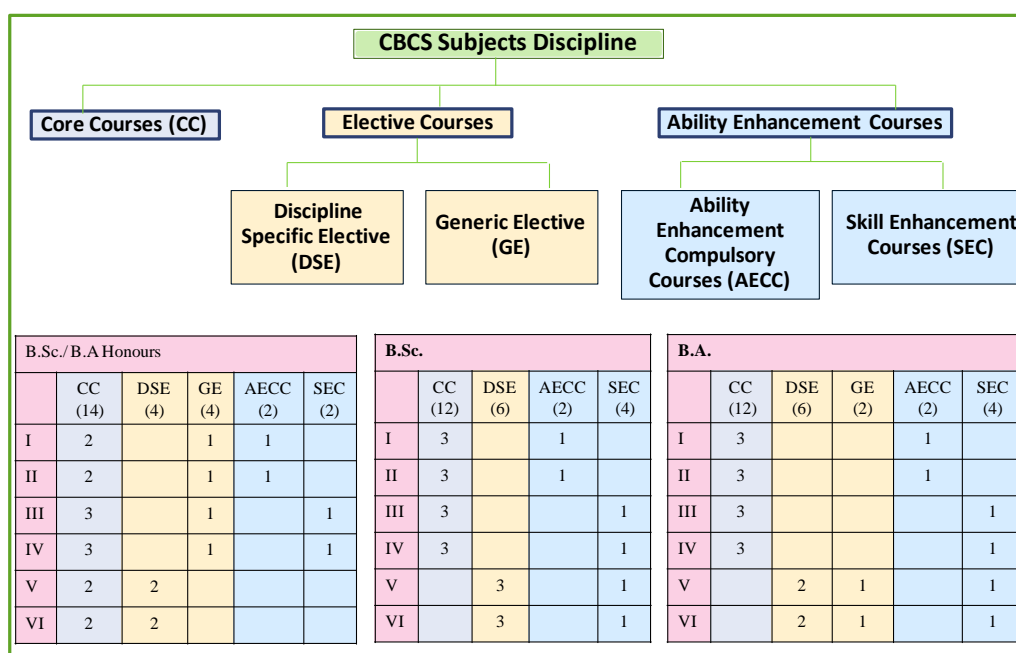 CBCS Subjects Discipline
Core Courses (CC)
Elective Courses
Ability Enhancement Courses
Discipline
Specific Elective
(DSE)
Generic Elective
(GE)
Ability
Enhancement
Compulsory
Courses (AECC)
Skill Enhancement
Courses (SEC)
B.Sc./ B.A Honours
CC DSE GE AECC SEC
(14) (4) (4) (2) (2)
I 2 1 1
II 2 1 1
III 3 1 1
IV 3 1 1
V 2 2
VI 2 2
B.Sc.
CC DSE AECC SEC
(12) (6) (2) (4)
I 3 1
II 3 1
III 3 1
IV 3 1
V 3 1
VI 3 1
B.A.
CC DSE GE AECC SEC
(12) (6) (2) (2) (4)
I 3 1
II 3 1
III 3 1
IV 3 1
V 2 1 1
VI 2 1 1